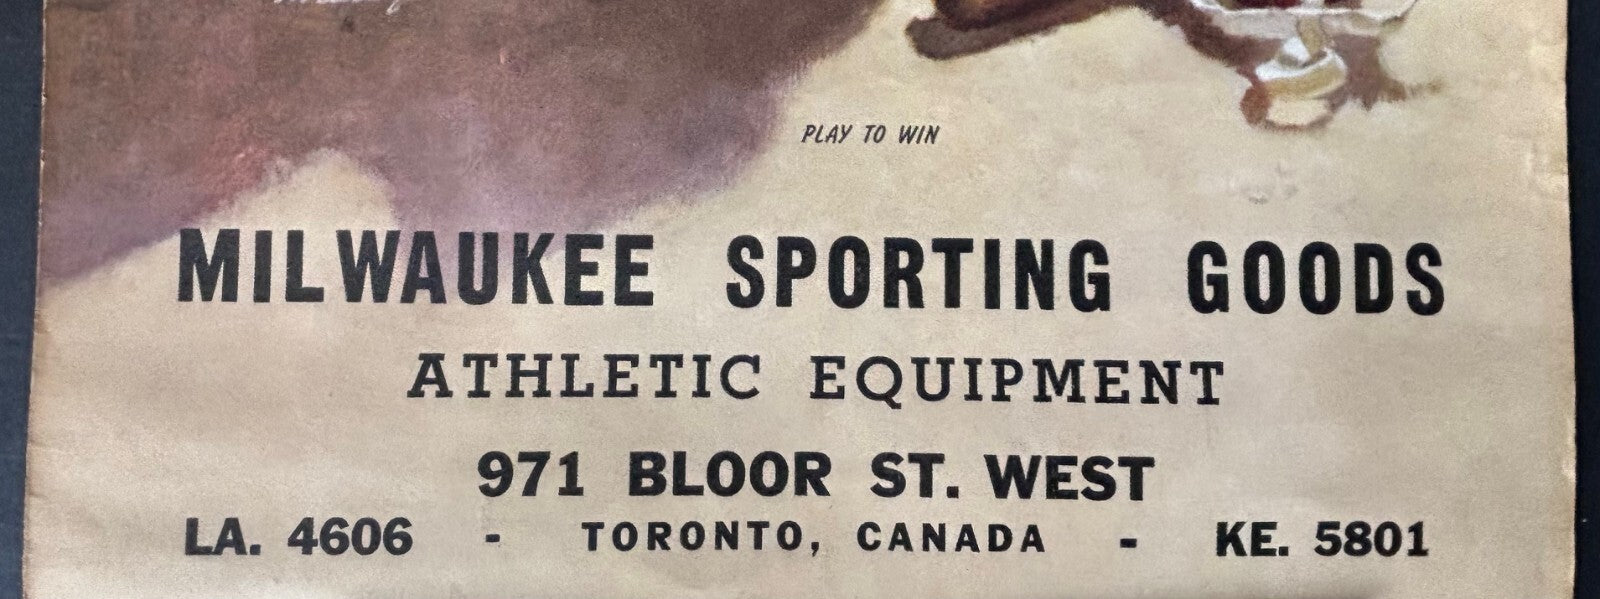 PLAY TO WIN
MILWAUKEE SPORTING GOODS
ATHLETIC EQUIPMENT
971 BLOOR ST. WEST
LA. 4606 - TORONTO, CANADA - KE. 5801